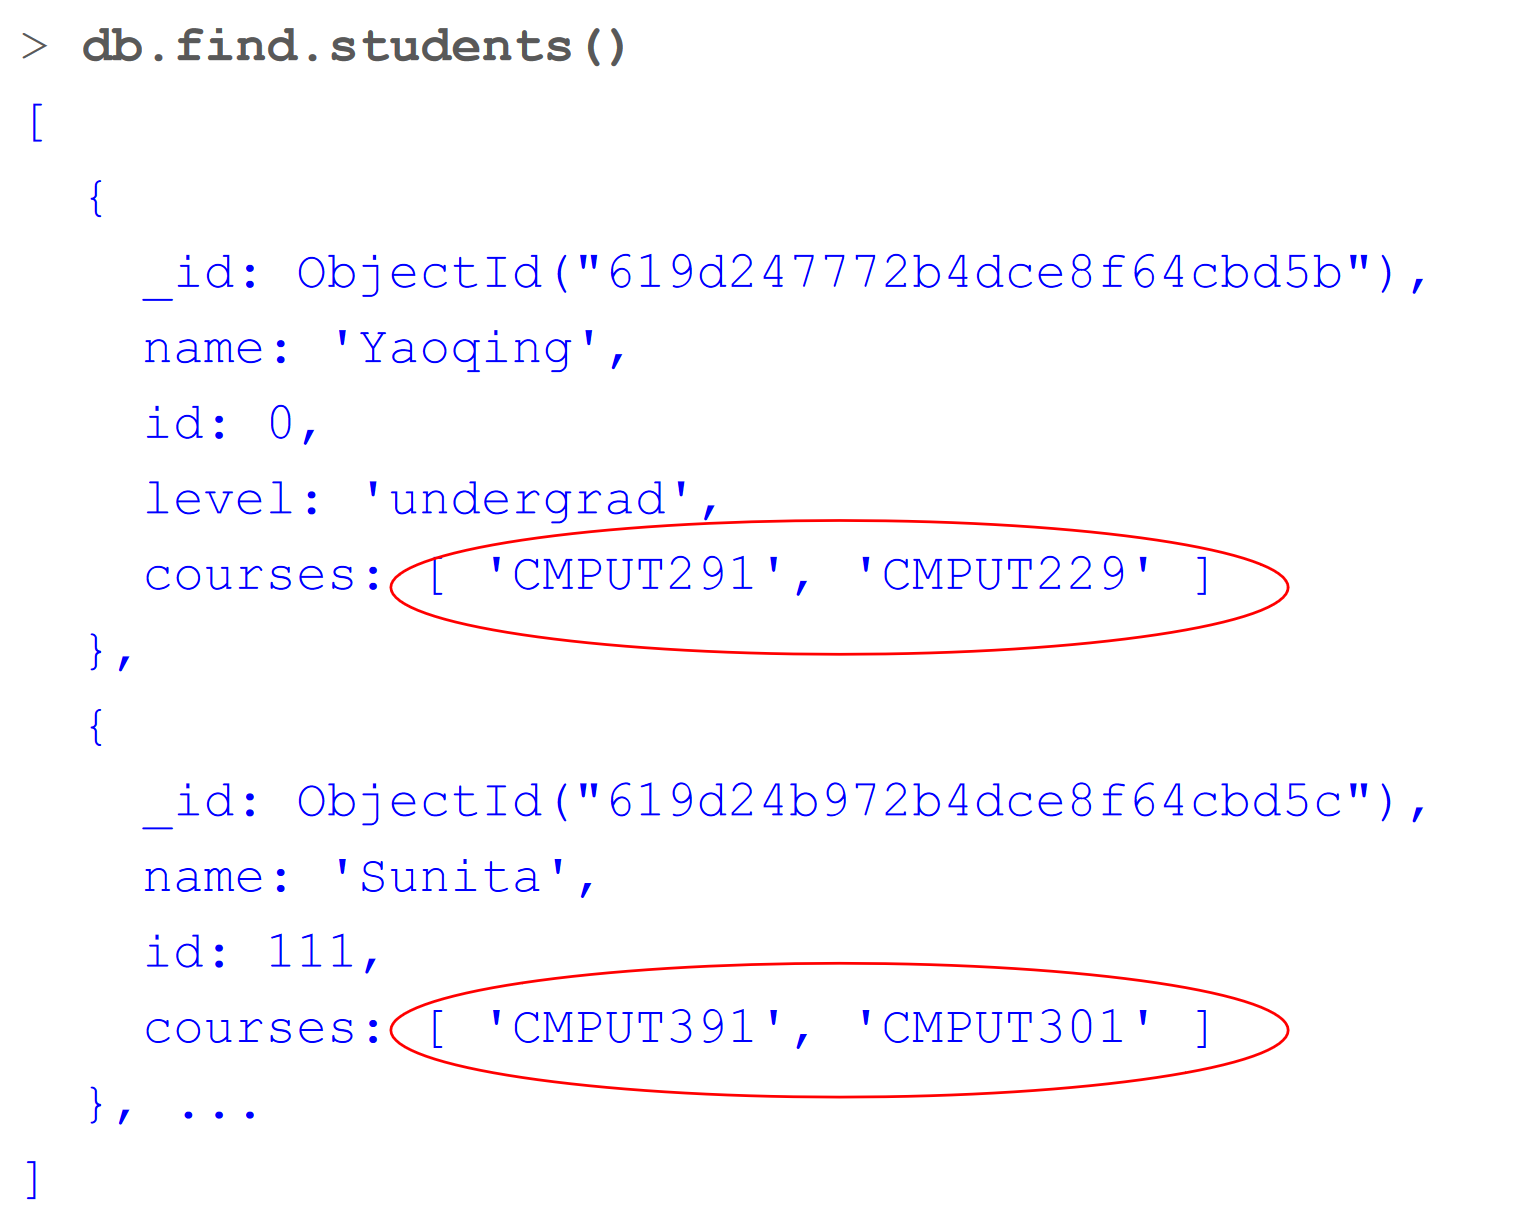 > db.find.students()
[
{
_id: ObjectId("619d247772b4dce8f64cbd5b"),
name: 'Yaoqing',
id: 0,
level: 'undergrad',
courses: [ 'CMPUT291', 'CMPUT229' ]
},
{
_id: ObjectId("619d24b972b4dce8f64cbd5c"),
name: 'Sunita',
id: 111,
courses: [ 'CMPUT391', 'CMPUT301' ]
}, ...
]